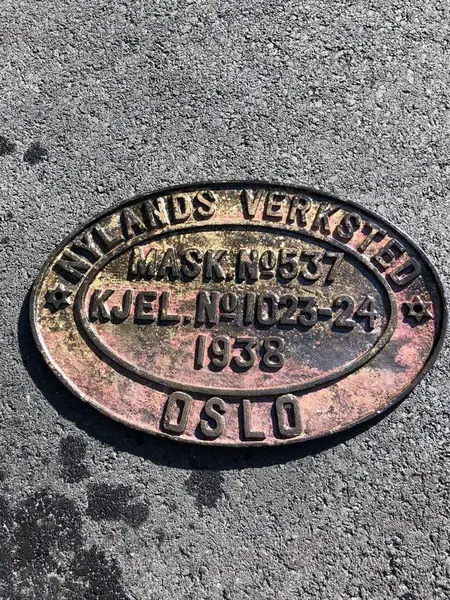 NYLANDS VERKSTED
MASK. No 537
KJEL. No 1023-24
1938
OSLO